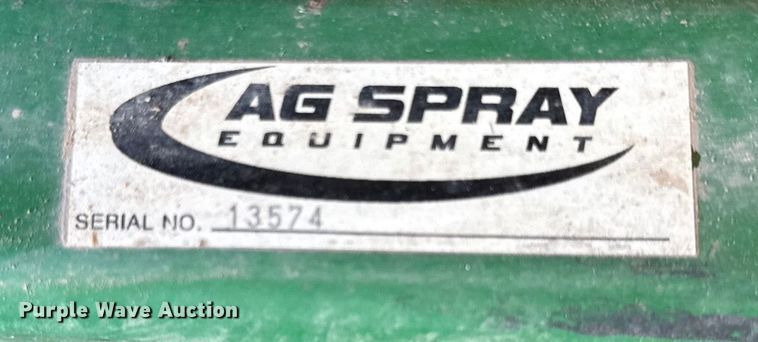 AG SPRAY
EQUIPMENT
SERIAL NO. 13574
Purple Wave Auction